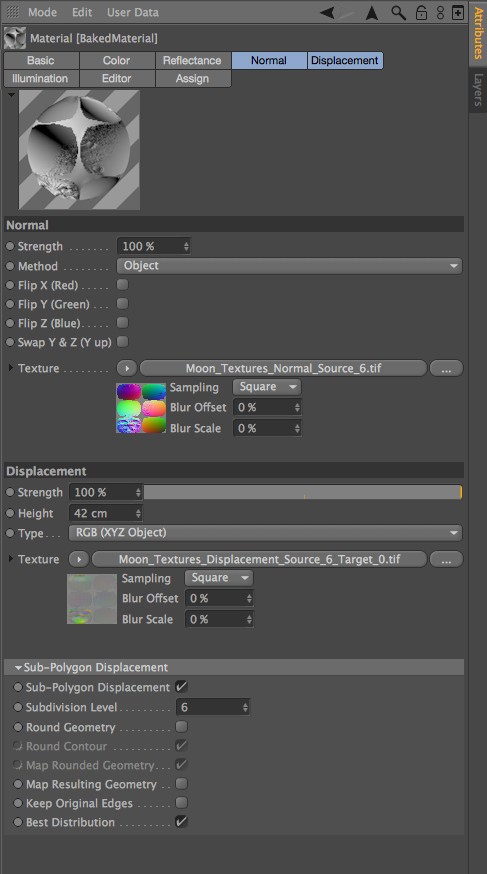 Mode Edit User Data
Attributes
Layers
Material [BakedMaterial]
Basic Color Reflectance Normal Displacement
Illumination Editor Assign
Normal
Strength ....... 100 %
Method ....... Object
Flip X (Red) .....
Flip Y (Green) ...
Flip Z (Blue).....
Swap Y & Z (Y up)
Texture ....... Moon_Textures_Normal_Source_6.tif ...
Sampling Square
Blur Offset 0 %
Blur Scale 0 %
Displacement
Strength 100 %
Height 42 cm
Type ... RGB (XYZ Object)
Texture Moon_Textures_Displacement_Source_6_Target_0.tif ...
Sampling Square
Blur Offset 0 %
Blur Scale 0 %
Sub-Polygon Displacement
Sub-Polygon Displacement
Subdivision Level ......... 6
Round Geometry ........
Round Contour .........
Map Rounded Geometry...
Map Resulting Geometry ..
Keep Original Edges ......
Best Distribution .........